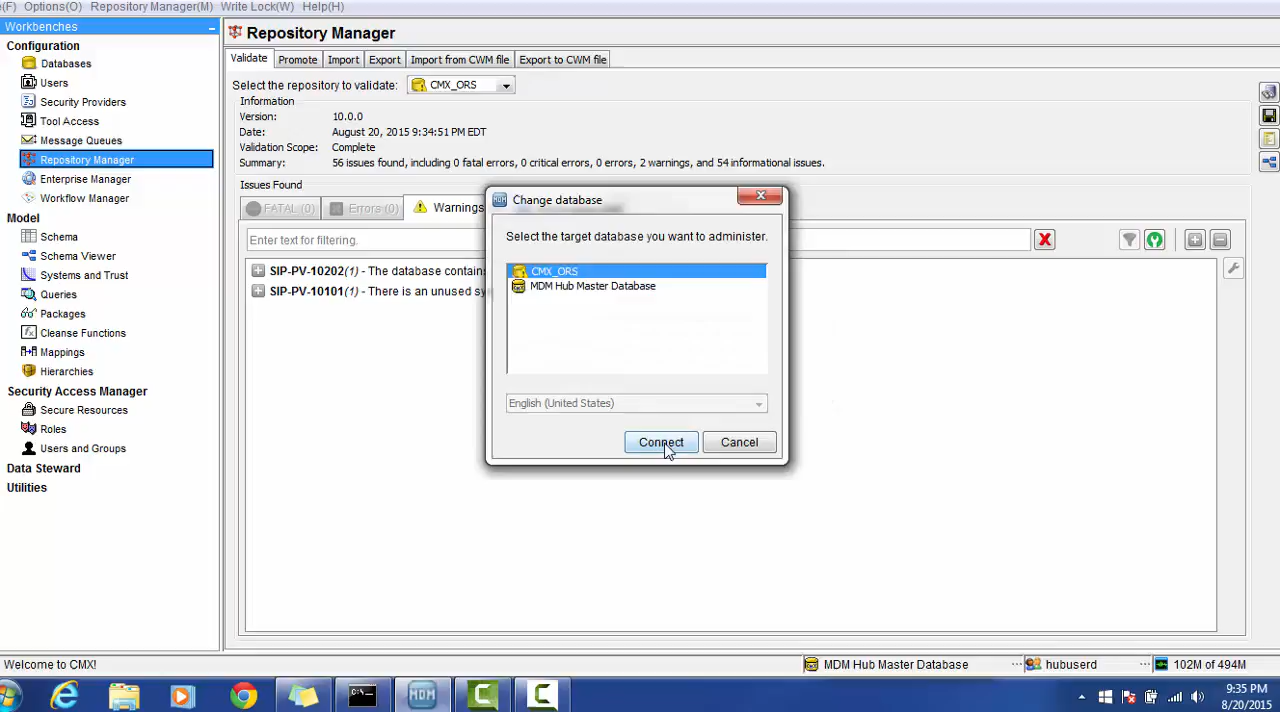 (F) Options(O) Repository Manager(M) Write Lock(W) Help(H)
Workbenches
Configuration
Databases
Users
Security Providers
Tool Access
Message Queues
Repository Manager
Enterprise Manager
Workflow Manager
Model
Schema
Schema Viewer
Systems and Trust
Queries
Packages
Cleanse Functions
Mappings
Hierarchies
Security Access Manager
Secure Resources
Roles
Users and Groups
Data Steward
Utilities
Repository Manager
Validate Promote Import Export Import from CWM file Export to CWM file
Select the repository to validate: CMX_ORS
Information
Version: 10.0.0
Date: August 20, 2015 9:34:51 PM EDT
Validation Scope: Complete
Summary: 56 issues found, including 0 fatal errors, 0 critical errors, 0 errors, 2 warnings, and 54 informational issues.
Issues Found
FATAL (0) Errors (0) Warnings
Enter text for filtering.
SIP-PV-10202(1) - The database contain
SIP-PV-10101(1) - There is an unused sy
Change database
Select the target database you want to administer.
CMX_ORS
MDM Hub Master Database
English (United States)
Connect Cancel
Welcome to CMX!
MDM Hub Master Database ... hubuserd ... 102M of 494M
MDM
9:35 PM
8/20/2015